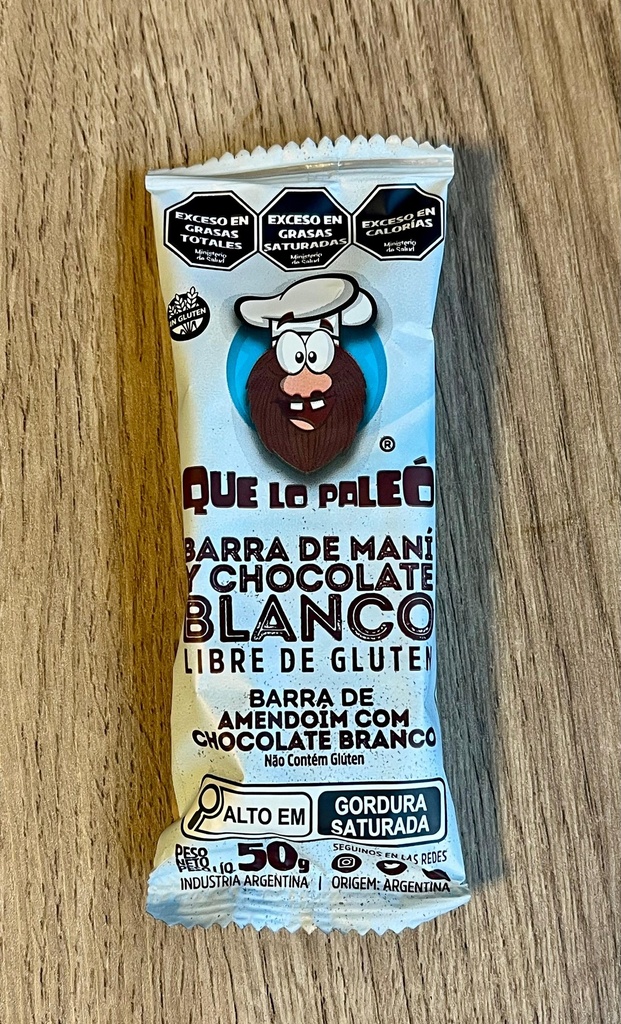 EXCESO EN
GRASAS
TOTALES
Ministerio
de Salud
EXCESO EN
GRASAS
SATURADAS
Ministerio
de Salud
EXCESO EN
CALORÍAS
Ministerio
de Salud
IN GLUTEN
®
QUE LO PALEÓ
BARRA DE MANÍ
Y CHOCOLATE
BLANCO
LIBRE DE GLUTEN
BARRA DE
AMENDOÍM COM
CHOCOLATE BRANCO
Não Contém Glúten
ALTO EM
GORDURA
SATURADA
PESO
NETO
50g
SEGUINOS EN LAS REDES
INDUSTRIA ARGENTINA | ORIGEM: ARGENTINA